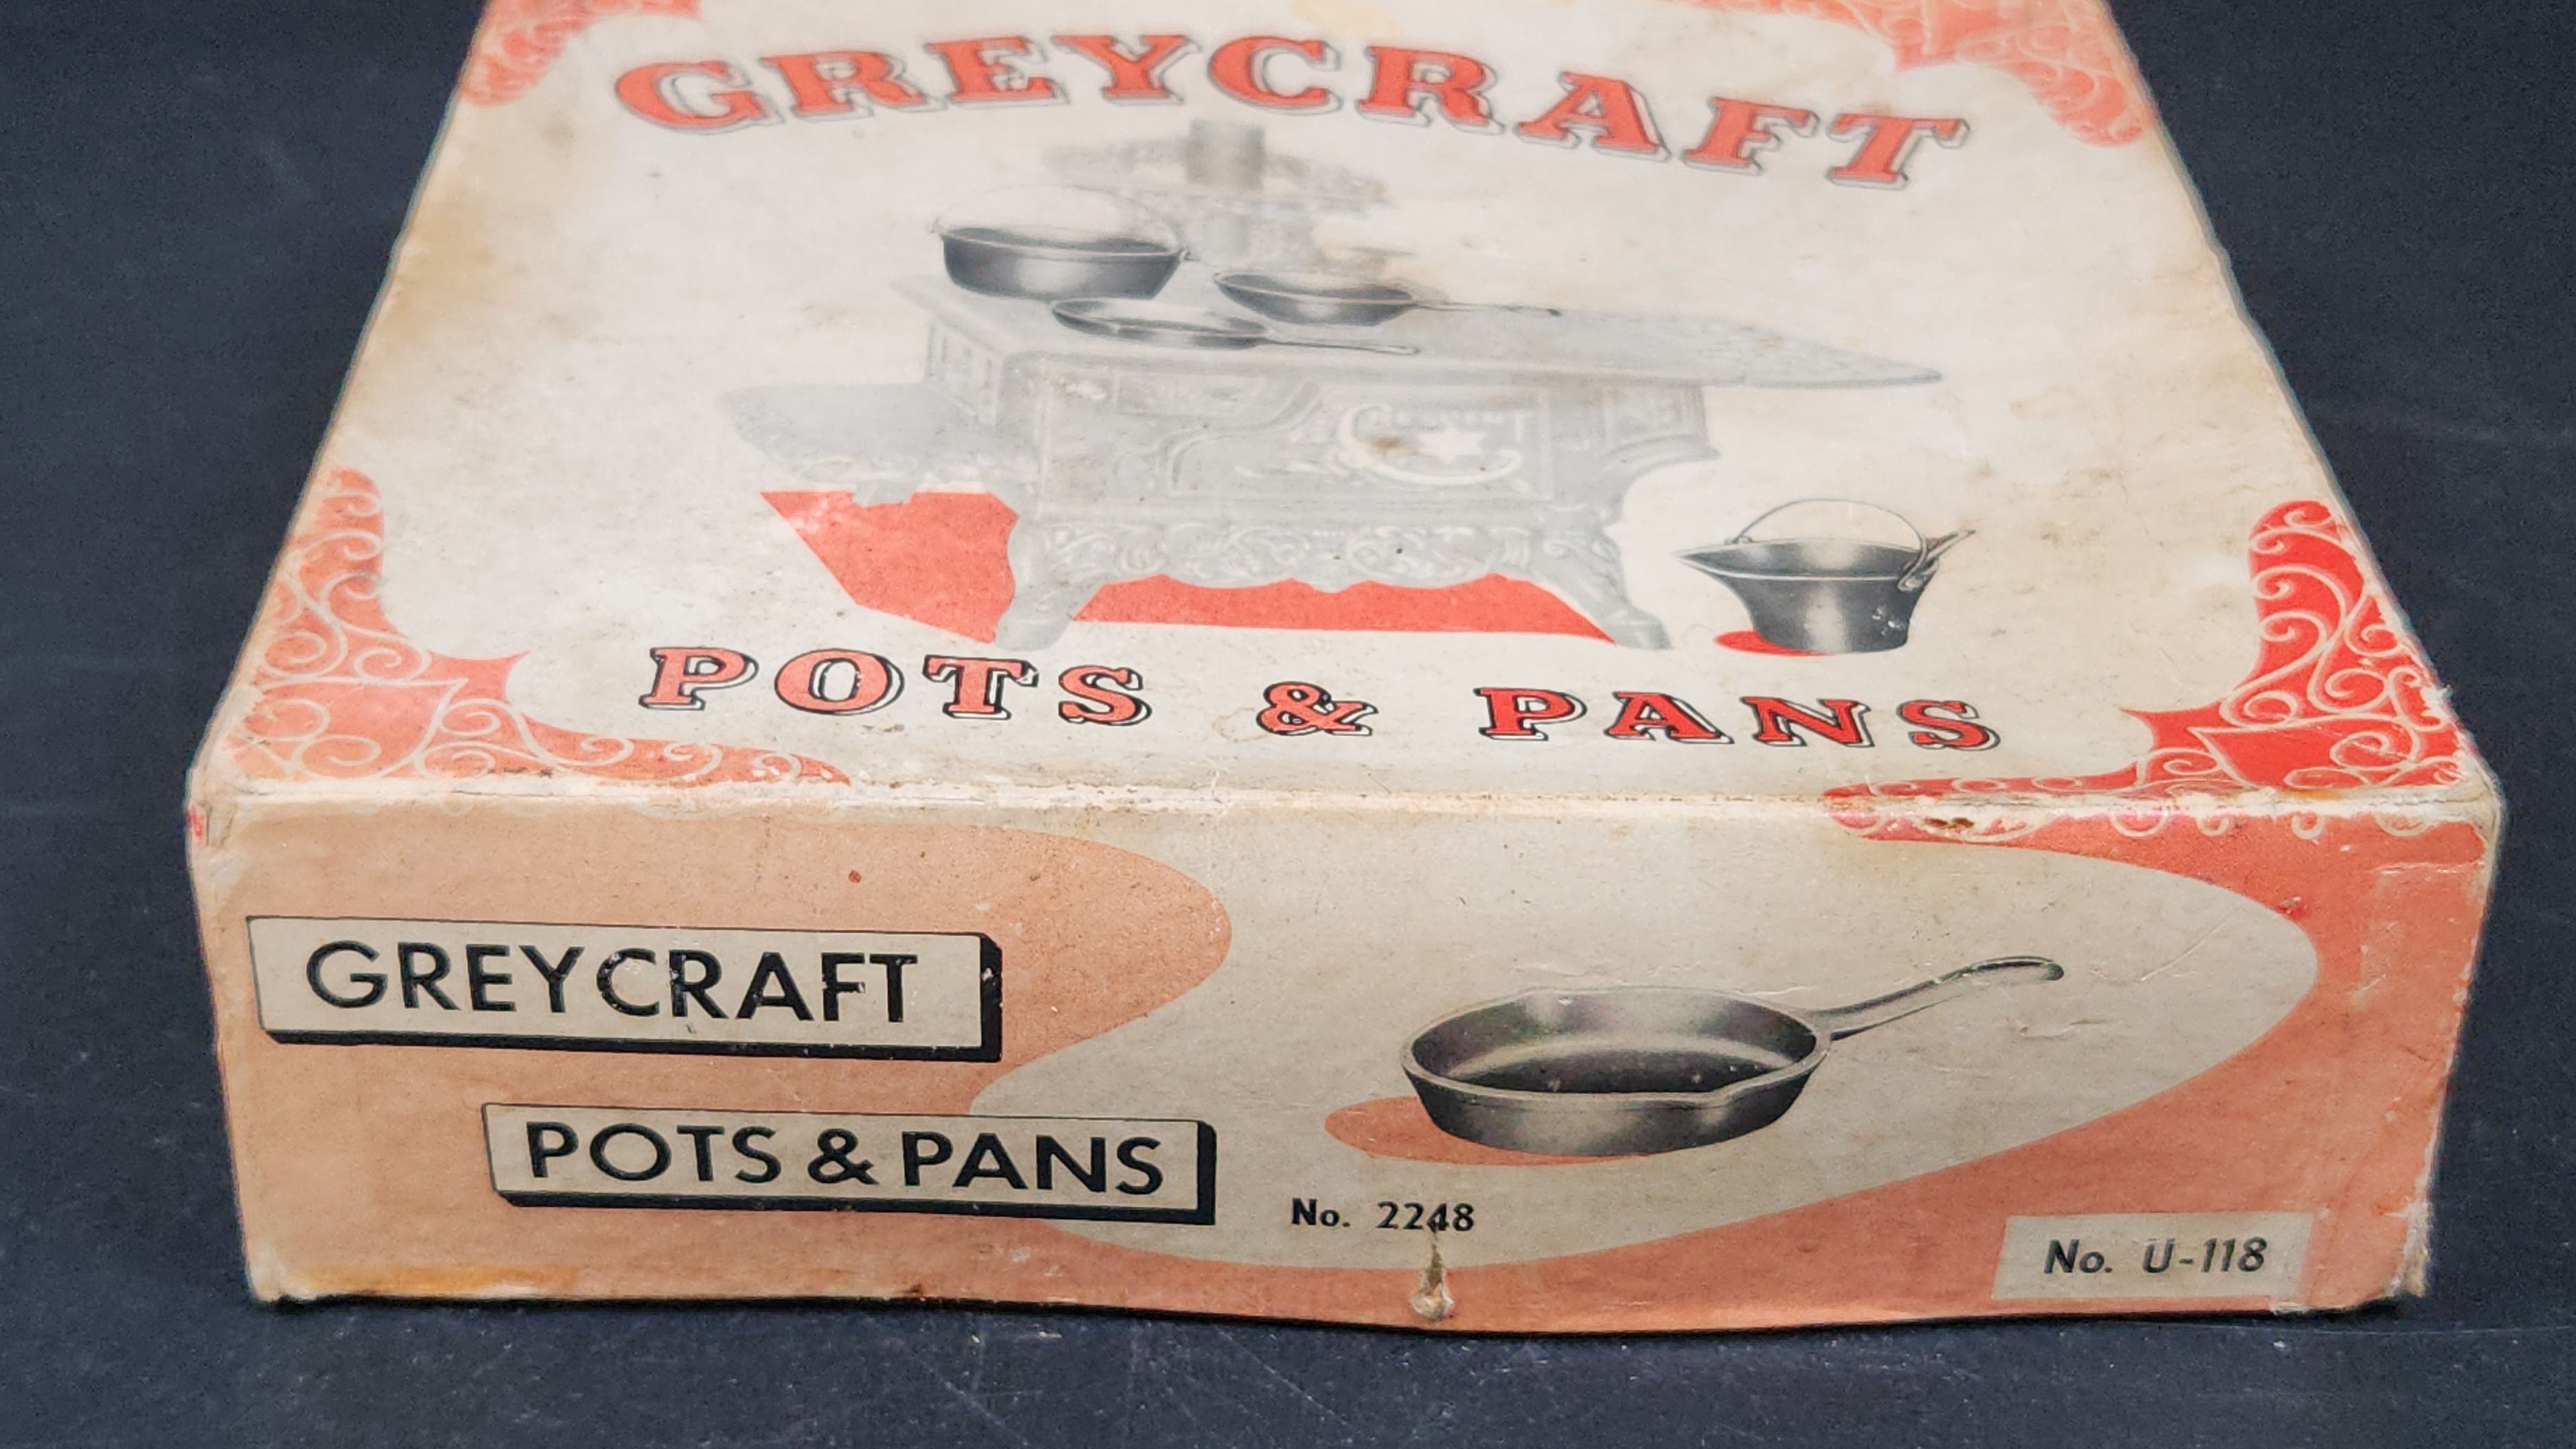 GREYCRAFT
POTS & PANS
GREYCRAFT
POTS & PANS
No. 2248
No. U-118